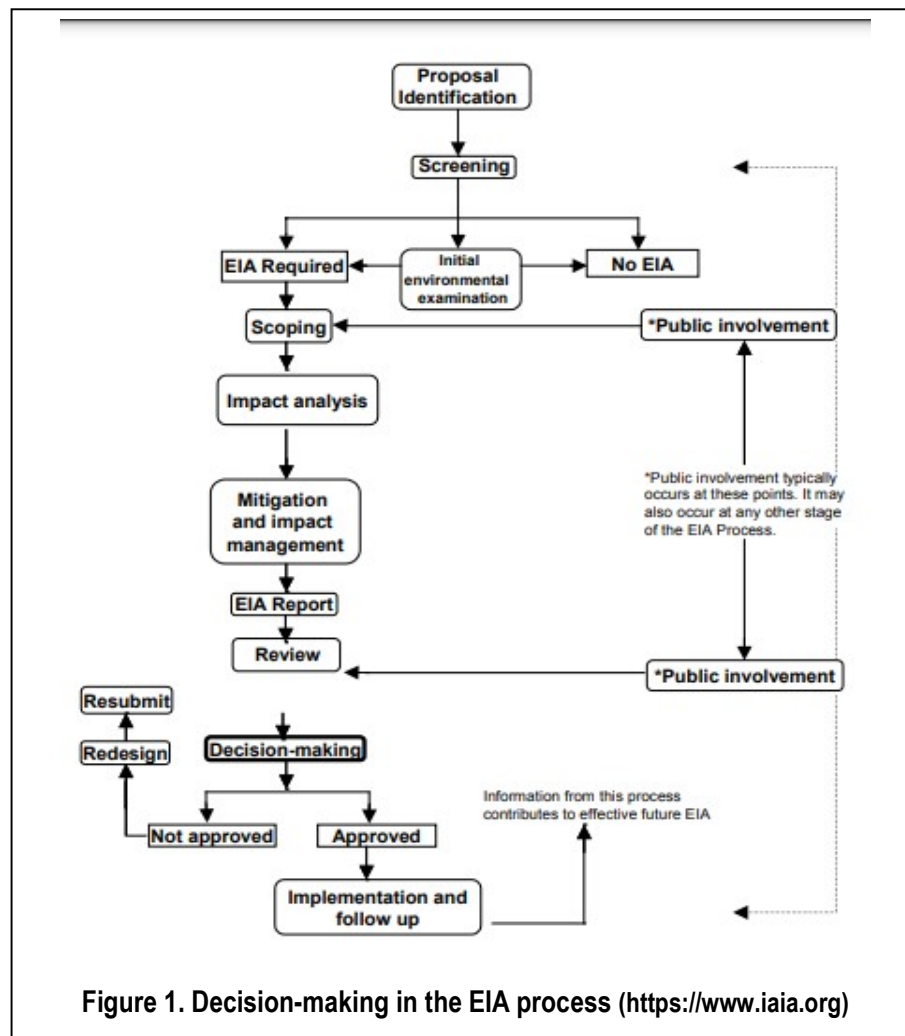 Proposal
Identification
Screening
EIA Required
Initial
environmental
examination
No EIA
Scoping
*Public involvement
Impact analysis
*Public involvement typically
occurs at these points. It may
also occur at any other stage
of the EIA Process.
Mitigation
and impact
management
EIA Report
Review
*Public involvement
Resubmit
Redesign
Decision-making
Information from this process
contributes to effective future EIA
Not approved
Approved
Implementation and
follow up
Figure 1. Decision-making in the EIA process (https://www.iaia.org)